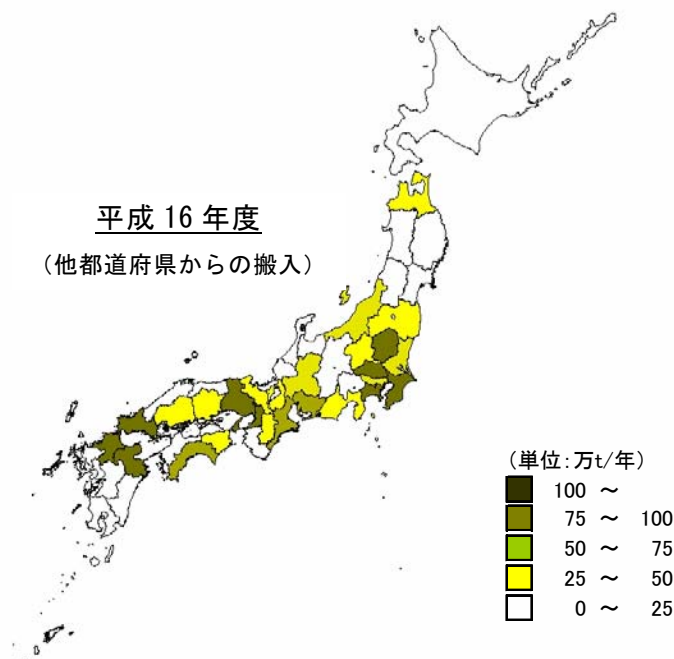 平成 16 年度
（他都道府県からの搬入）
（単位：万t/年）
100 ～
75 ～ 100
50 ～ 75
25 ～ 50
0 ～ 25